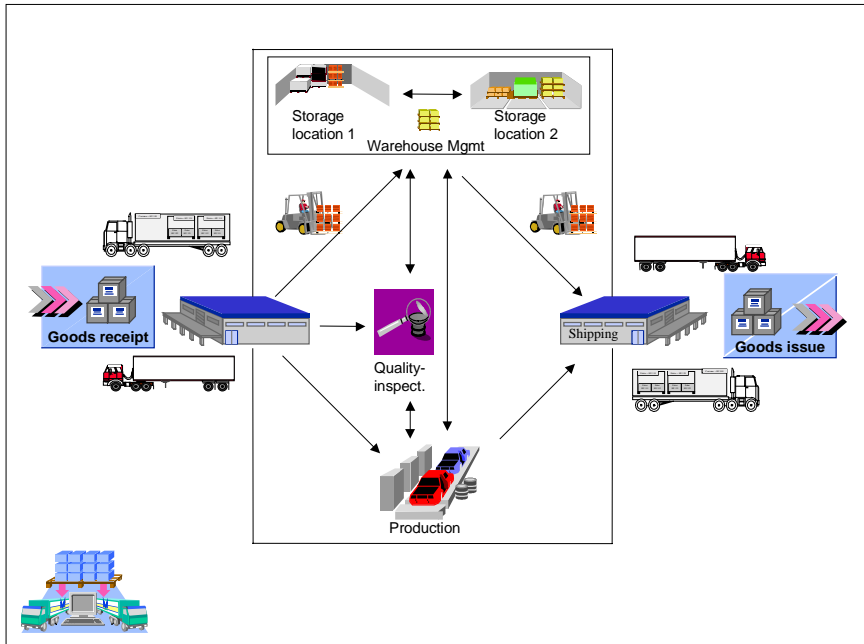 Storage
location 1
Storage
location 2
Warehouse Mgmt
Goods receipt
Quality-
inspect.
Shipping
Goods issue
Production